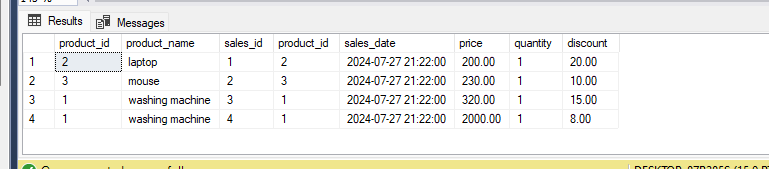 Results Messages
product_id product_name sales_id product_id sales_date price quantity discount
1 2 laptop 1 2 2024-07-27 21:22:00 200.00 1 20.00
2 3 mouse 2 3 2024-07-27 21:22:00 230.00 1 10.00
3 1 washing machine 3 1 2024-07-27 21:22:00 320.00 1 15.00
4 1 washing machine 4 1 2024-07-27 21:22:00 2000.00 1 8.00